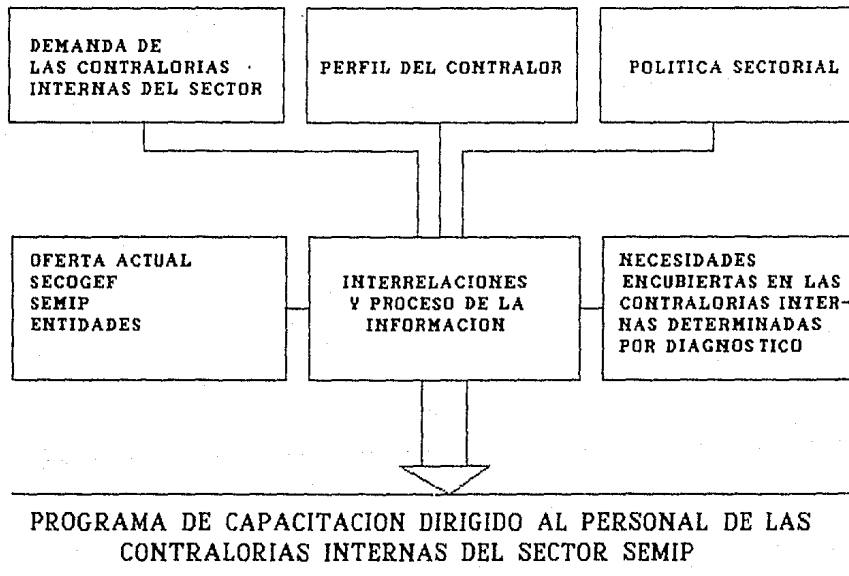 DEMANDA DE
LAS CONTRALORIAS
INTERNAS DEL SECTOR
PERFIL DEL CONTRALOR
POLITICA SECTORIAL
OFERTA ACTUAL
SECOGEF
SEMIP
ENTIDADES
INTERRELACIONES
Y PROCESO DE LA
INFORMACION
NECESIDADES
ENCUBIERTAS EN LAS
CONTRALORIAS INTER-
NAS DETERMINADAS
POR DIAGNOSTICO
PROGRAMA DE CAPACITACION DIRIGIDO AL PERSONAL DE LAS
CONTRALORIAS INTERNAS DEL SECTOR SEMIP